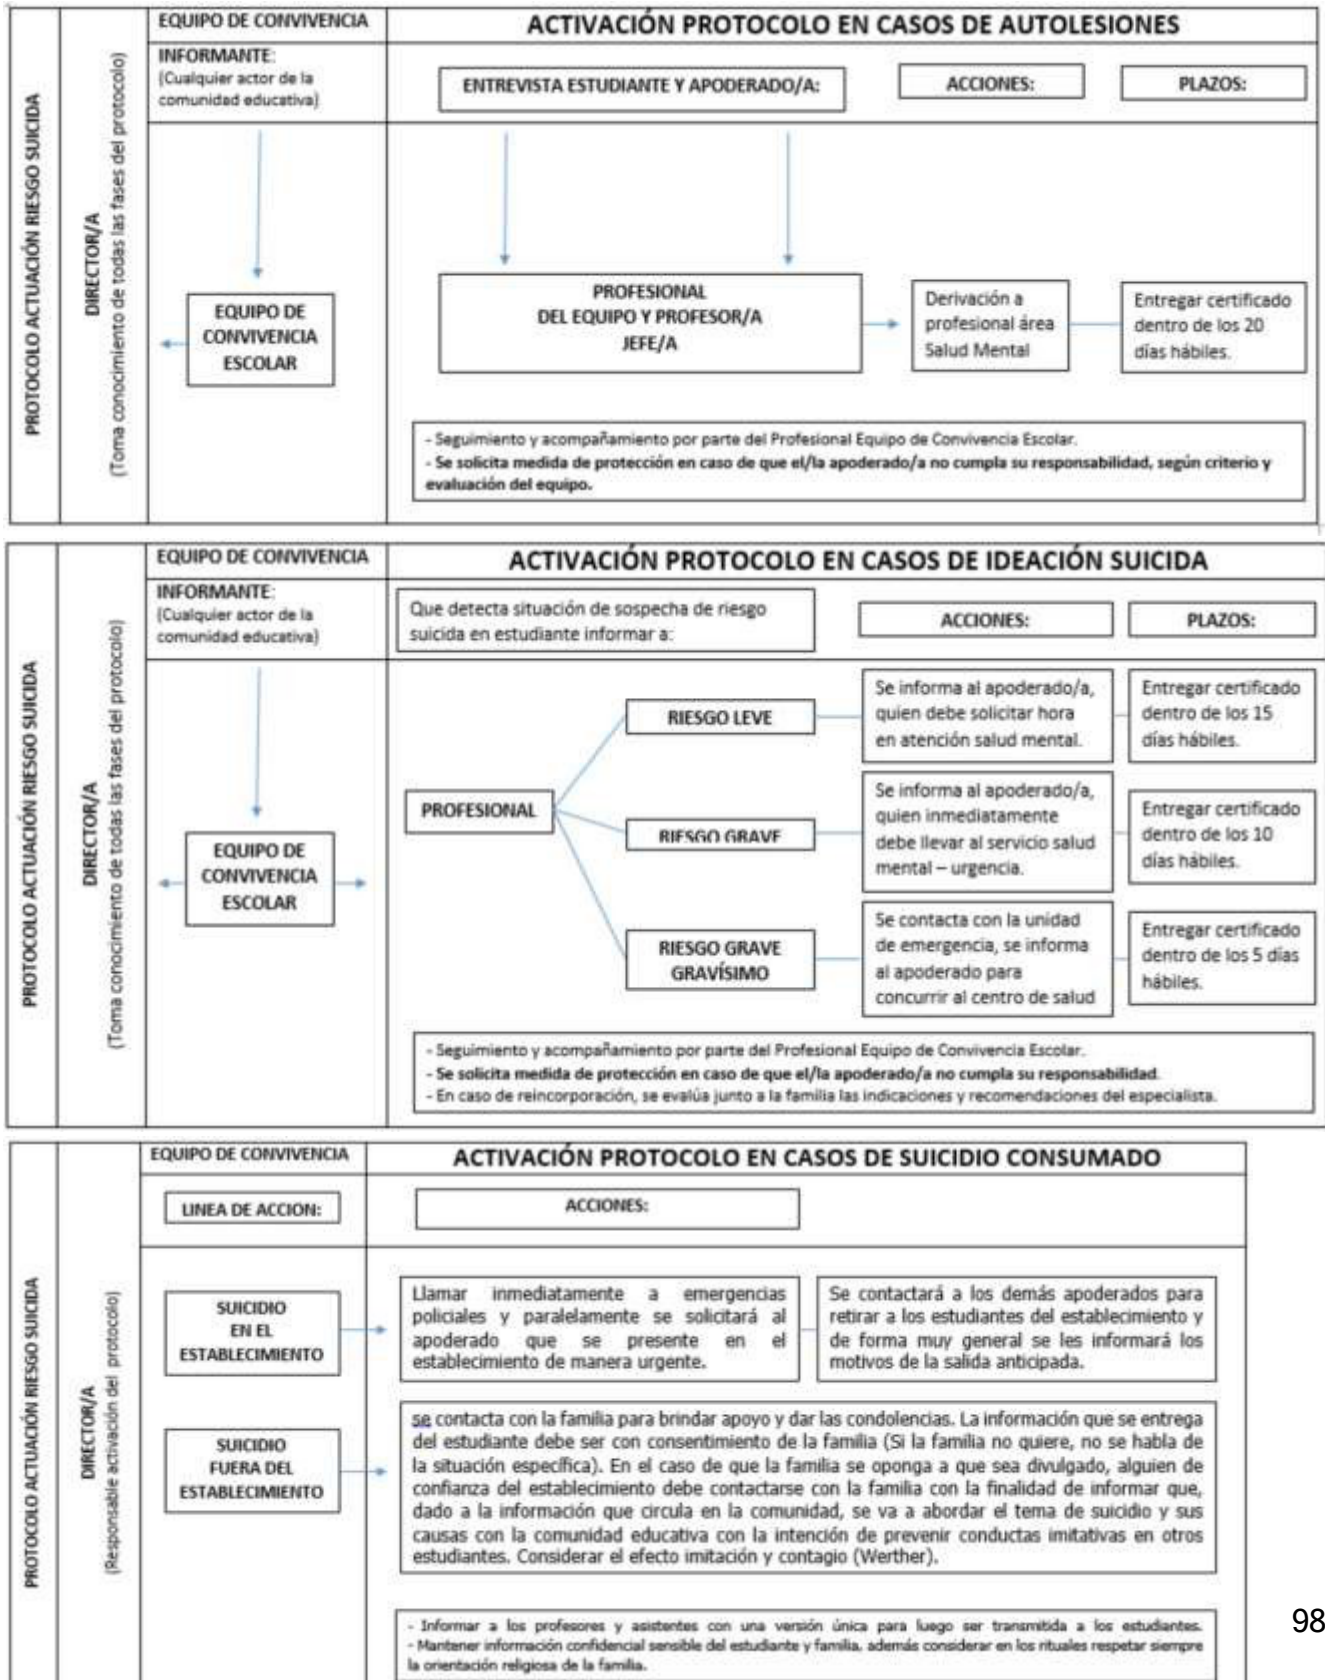 PROTOCOLO ACTUACIÓN RIESGO SUICIDA
DIRECTOR/A
(Toma conocimiento de todas las fases del protocolo)
EQUIPO DE CONVIVENCIA
ACTIVACIÓN PROTOCOLO EN CASOS DE AUTOLESIONES
INFORMANTE:
(Cualquier actor de la
comunidad educativa)
ENTREVISTA ESTUDIANTE Y APODERADO/A:
ACCIONES:
PLAZOS:
EQUIPO DE
CONVIVENCIA
ESCOLAR
PROFESIONAL
DEL EQUIPO Y PROFESOR/A
JEFE/A
Derivación a
profesional área
Salud Mental
Entregar certificado
dentro de los 20
días hábiles.
- Seguimiento y acompañamiento por parte del Profesional Equipo de Convivencia Escolar.
- Se solicita medida de protección en caso de que el/la apoderado/a no cumpla su responsabilidad, según criterio y
evaluación del equipo.
PROTOCOLO ACTUACIÓN RIESGO SUICIDA
DIRECTOR/A
(Toma conocimiento de todas las fases del protocolo)
EQUIPO DE CONVIVENCIA
ACTIVACIÓN PROTOCOLO EN CASOS DE IDEACIÓN SUICIDA
INFORMANTE:
(Cualquier actor de la
comunidad educativa)
Que detecta situación de sospecha de riesgo
suicida en estudiante informar a:
ACCIONES:
PLAZOS:
EQUIPO DE
CONVIVENCIA
ESCOLAR
PROFESIONAL
RIESGO LEVE
Se informa al apoderado/a,
quien debe solicitar hora
en atención salud mental.
Entregar certificado
dentro de los 15
días hábiles.
RIESGO GRAVE
Se informa al apoderado/a,
quien inmediatamente
debe llevar al servicio salud
mental – urgencia.
Entregar certificado
dentro de los 10
días hábiles.
RIESGO GRAVE
GRAVÍSIMO
Se contacta con la unidad
de emergencia, se informa
al apoderado para
concurrir al centro de salud
Entregar certificado
dentro de los 5 días
hábiles.
- Seguimiento y acompañamiento por parte del Profesional Equipo de Convivencia Escolar.
- Se solicita medida de protección en caso de que el/la apoderado/a no cumpla su responsabilidad.
- En caso de reincorporación, se evalúa junto a la familia las indicaciones y recomendaciones del especialista.
PROTOCOLO ACTUACIÓN RIESGO SUICIDA
DIRECTOR/A
(Responsable activación del protocolo)
EQUIPO DE CONVIVENCIA
ACTIVACIÓN PROTOCOLO EN CASOS DE SUICIDIO CONSUMADO
LINEA DE ACCION:
ACCIONES:
SUICIDIO
EN EL
ESTABLECIMIENTO
Llamar inmediatamente a emergencias
policiales y paralelamente se solicitará al
apoderado que se presente en el
establecimiento de manera urgente.
Se contactará a los demás apoderados para
retirar a los estudiantes del establecimiento y
de forma muy general se les informará los
motivos de la salida anticipada.
SUICIDIO
FUERA DEL
ESTABLECIMIENTO
se contacta con la familia para brindar apoyo y dar las condolencias. La información que se entrega
del estudiante debe ser con consentimiento de la familia (Si la familia no quiere, no se habla de
la situación específica). En el caso de que la familia se oponga a que sea divulgado, alguien de
confianza del establecimiento debe contactarse con la familia con la finalidad de informar que,
dado a la información que circula en la comunidad, se va a abordar el tema de suicidio y sus
causas con la comunidad educativa con la intención de prevenir conductas imitativas en otros
estudiantes. Considerar el efecto imitación y contagio (Werther).
- Informar a los profesores y asistentes con una versión única para luego ser transmitida a los estudiantes.
- Mantener información confidencial sensible del estudiante y familia, además considerar en los rituales respetar siempre
la orientación religiosa de la familia.
98